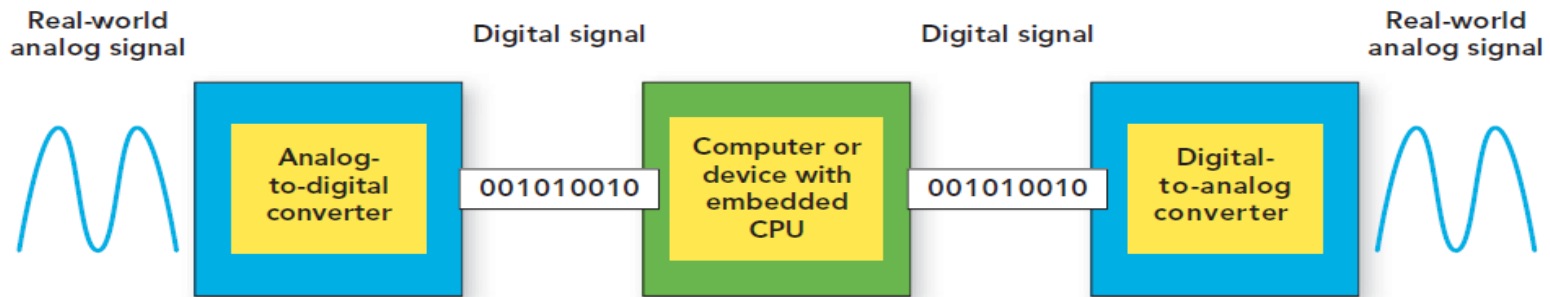 Real-world
analog signal
Digital signal
Digital signal
Real-world
analog signal
Analog-
to-digital
converter
001010010
Computer or
device with
embedded
CPU
001010010
Digital-
to-analog
converter